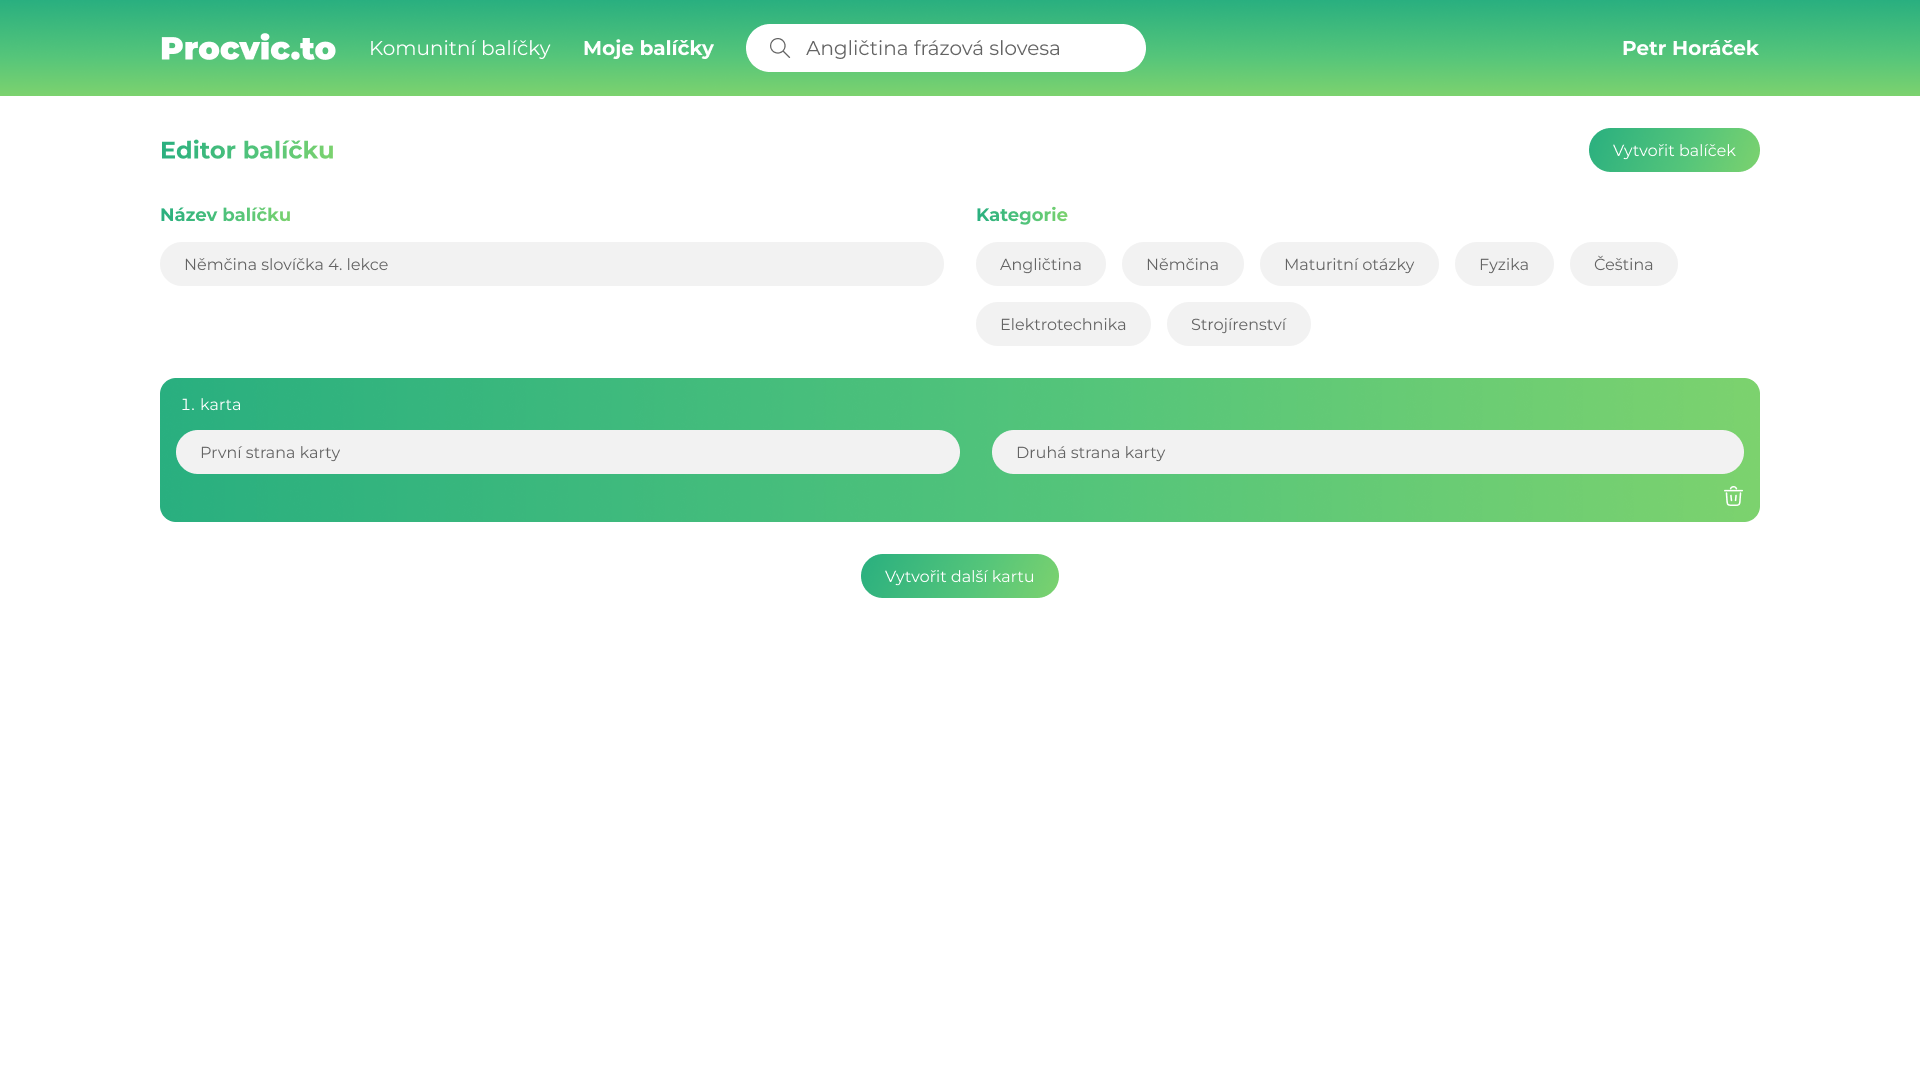 Procvic.to Komunitní balíčky Moje balíčky Angličtina frázová slovesa Petr Horáček
Editor balíčku Vytvořit balíček
Název balíčku Kategorie
Němčina slovíčka 4. lekce Angličtina Němčina Maturitní otázky Fyzika Čeština
Elektrotechnika Strojírenství
1. karta
První strana karty Druhá strana karty
Vytvořit další kartu